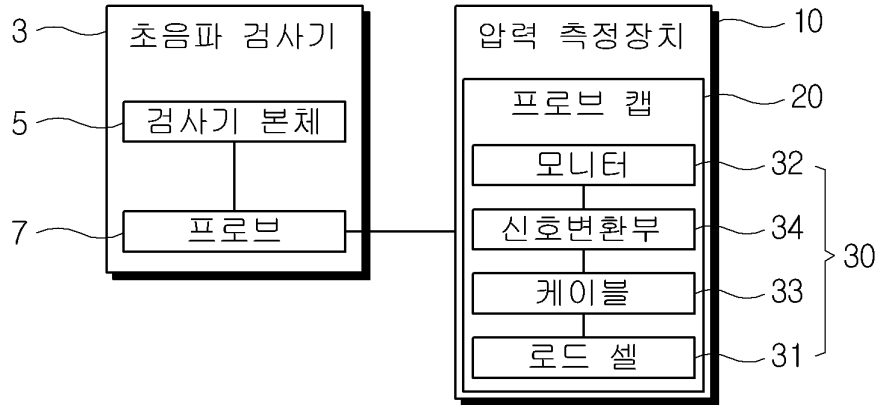 3
초음파 검사기
5
검사기 본체
7
프로브
압력 측정장치
10
프로브 캡
20
모니터
32
신호변환부
34
케이블
33
로드 셀
31
30